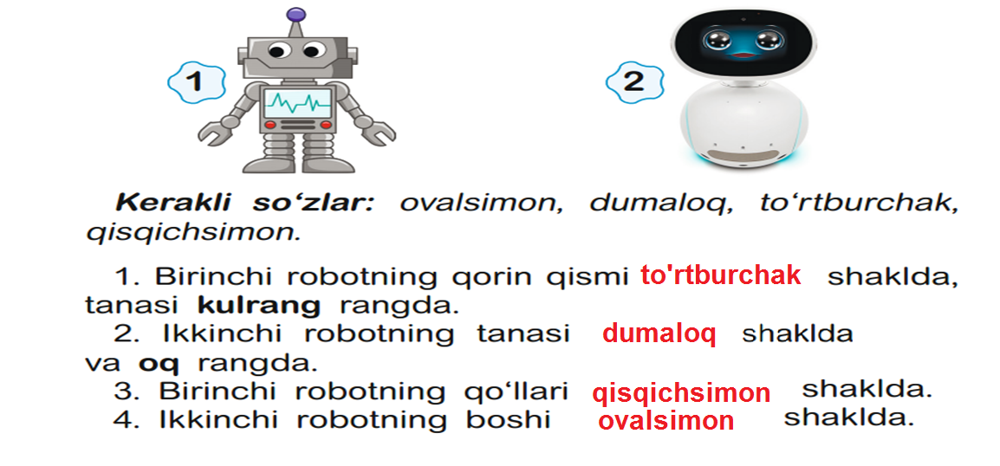 1
2
Kerakli so‘zlar: ovalsimon, dumaloq, to‘rtburchak,
qisqichsimon.
1. Birinchi robotning qorin qismi to'rtburchak shaklda,
tanasi kulrang rangda.
2. Ikkinchi robotning tanasi dumaloq shaklda
va oq rangda.
3. Birinchi robotning qo‘llari qisqichsimon shaklda.
4. Ikkinchi robotning boshi ovalsimon shaklda.